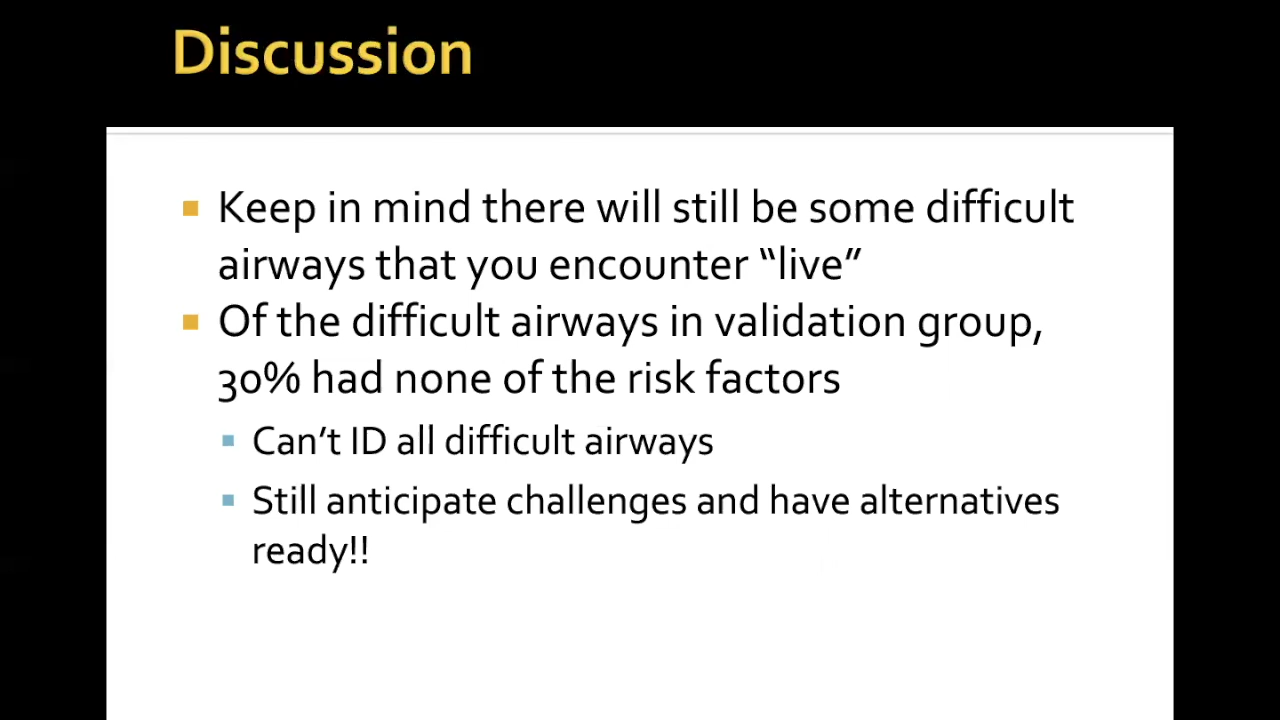 Discussion
Keep in mind there will still be some difficult
airways that you encounter “live”
Of the difficult airways in validation group,
30% had none of the risk factors
Can’t ID all difficult airways
Still anticipate challenges and have alternatives
ready!!